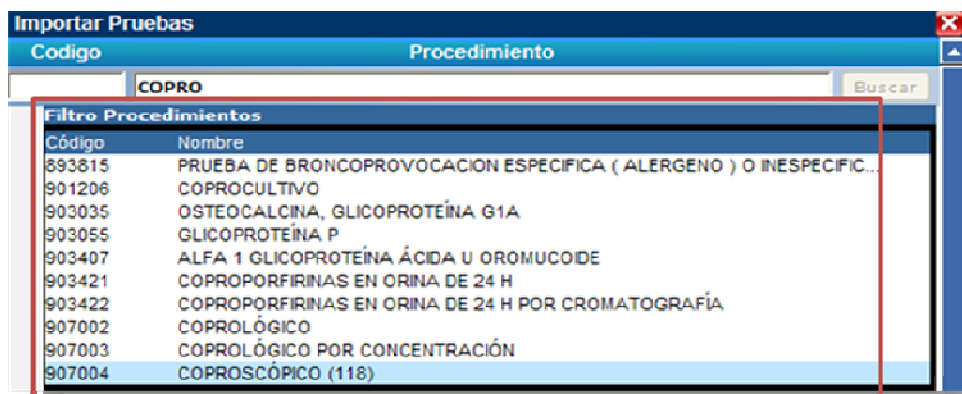 Importar Pruebas
Codigo Procedimiento
COPRO Buscar
Filtro Procedimientos
Código Nombre
893815 PRUEBA DE BRONCOPROVOCACION ESPECIFICA ( ALERGENO ) O INESPECIFIC...
901206 COPROCULTIVO
903035 OSTEOCALCINA, GLICOPROTEÍNA G1A
903055 GLICOPROTEÍNA P
903407 ALFA 1 GLICOPROTEÍNA ÁCIDA U OROMUCOIDE
903421 COPROPORFIRINAS EN ORINA DE 24 H
903422 COPROPORFIRINAS EN ORINA DE 24 H POR CROMATOGRAFÍA
907002 COPROLÓGICO
907003 COPROLÓGICO POR CONCENTRACIÓN
907004 COPROSCÓPICO (118)